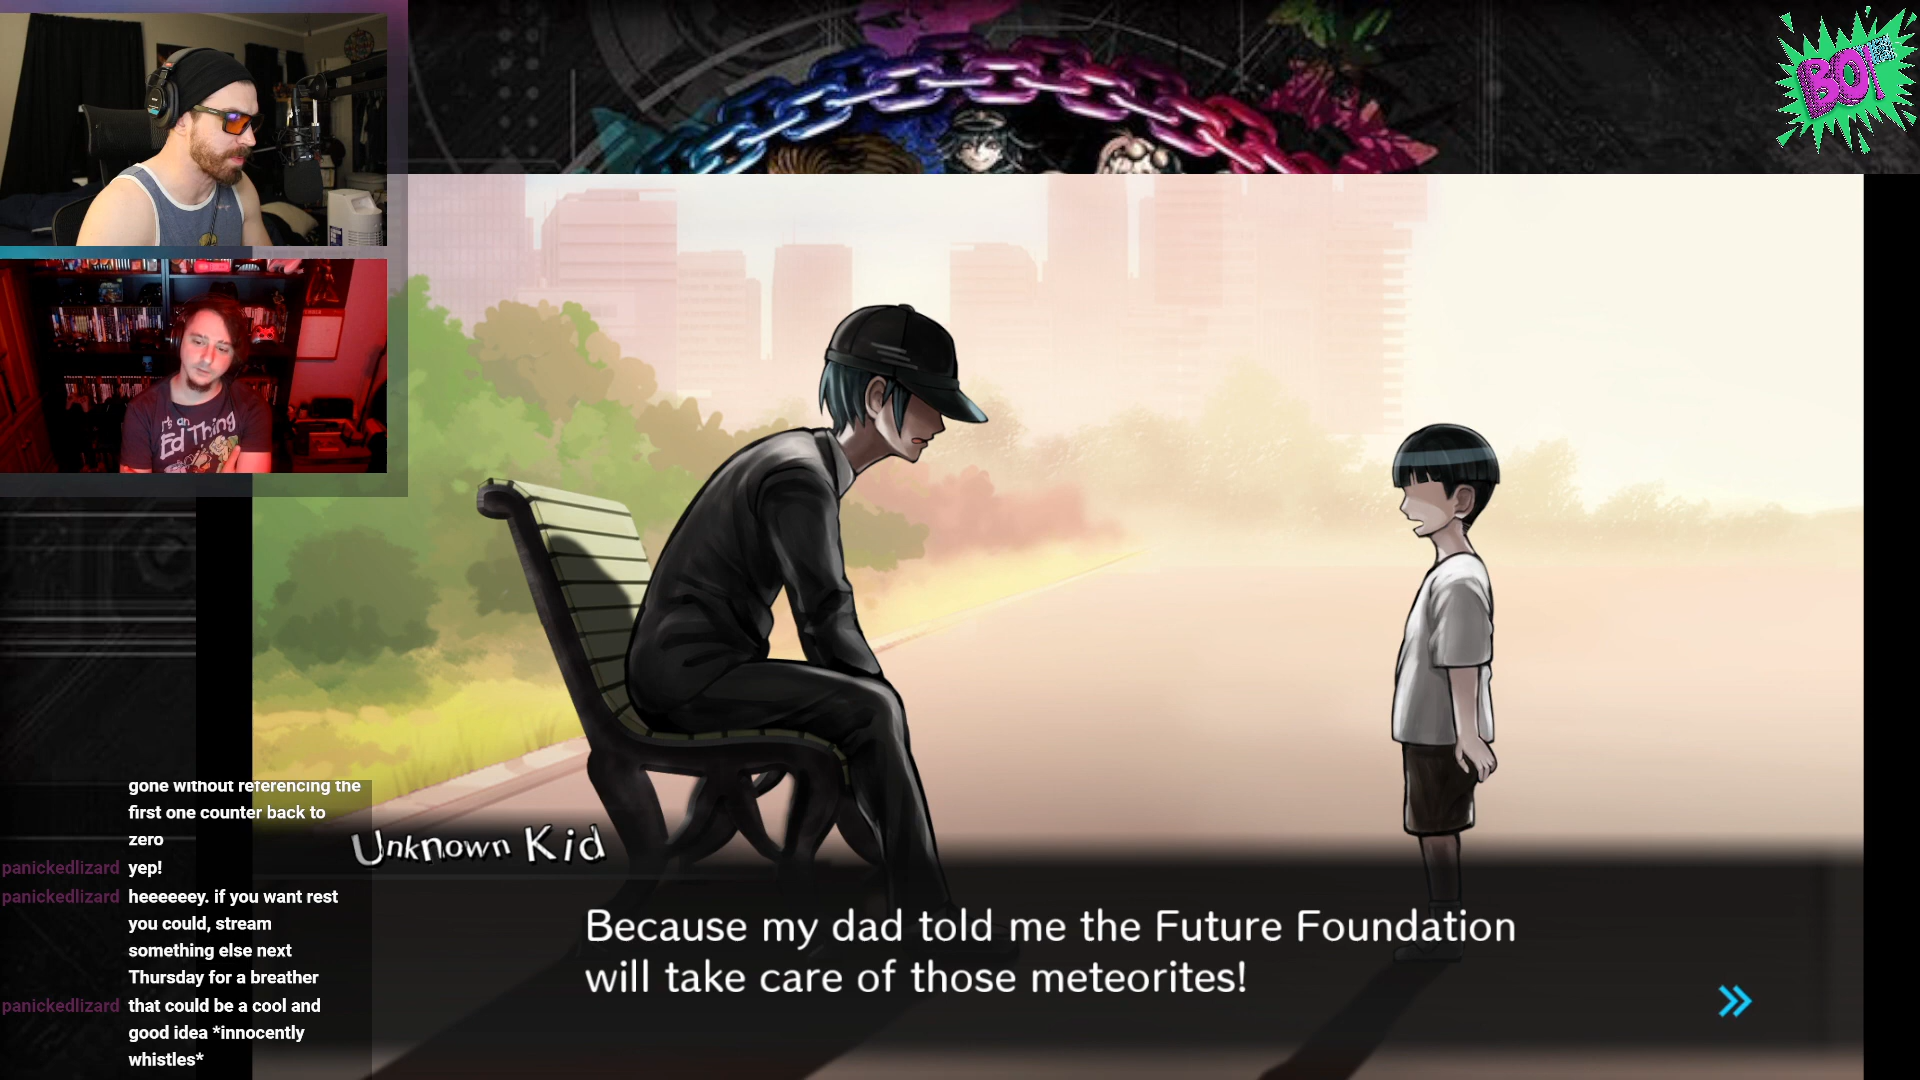 BOI
It's an
Ed Thing
gone without referencing the
first one counter back to
zero
panickedlizard yep!
panickedlizard heeeeeey. if you want rest
you could, stream
something else next
Thursday for a breather
panickedlizard that could be a cool and
good idea *innocently
whistles*
Unknown Kid
Because my dad told me the Future Foundation
will take care of those meteorites!